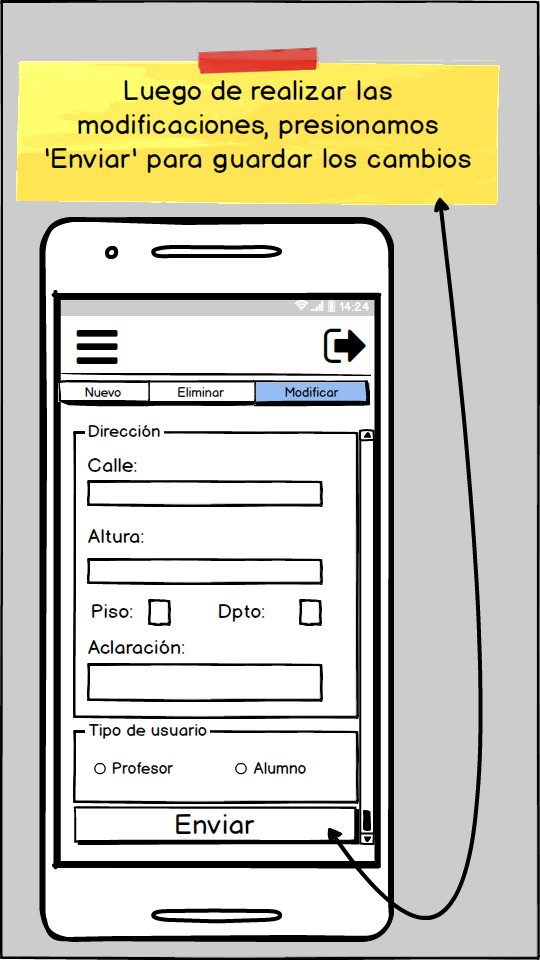 Luego de realizar las
modificaciones, presionamos
'Enviar' para guardar los cambios
14:24
Nuevo Eliminar Modificar
Dirección
Calle:
Altura:
Piso: Dpto:
Aclaración:
Tipo de usuario
Profesor Alumno
Enviar